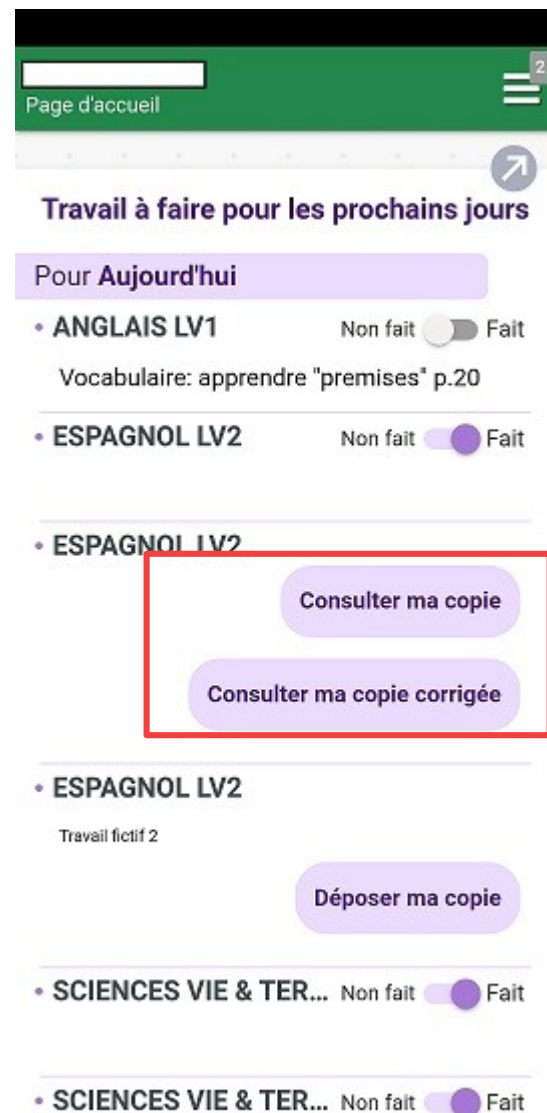 2
Page d'accueil
Travail à faire pour les prochains jours
Pour Aujourd'hui
• ANGLAIS LV1 Non fait Fait
Vocabulaire: apprendre "premises" p.20
• ESPAGNOL LV2 Non fait Fait
• ESPAGNOL LV2
Consulter ma copie
Consulter ma copie corrigée
• ESPAGNOL LV2
Travail fictif 2
Déposer ma copie
• SCIENCES VIE & TER... Non fait Fait
• SCIENCES VIE & TER... Non fait Fait